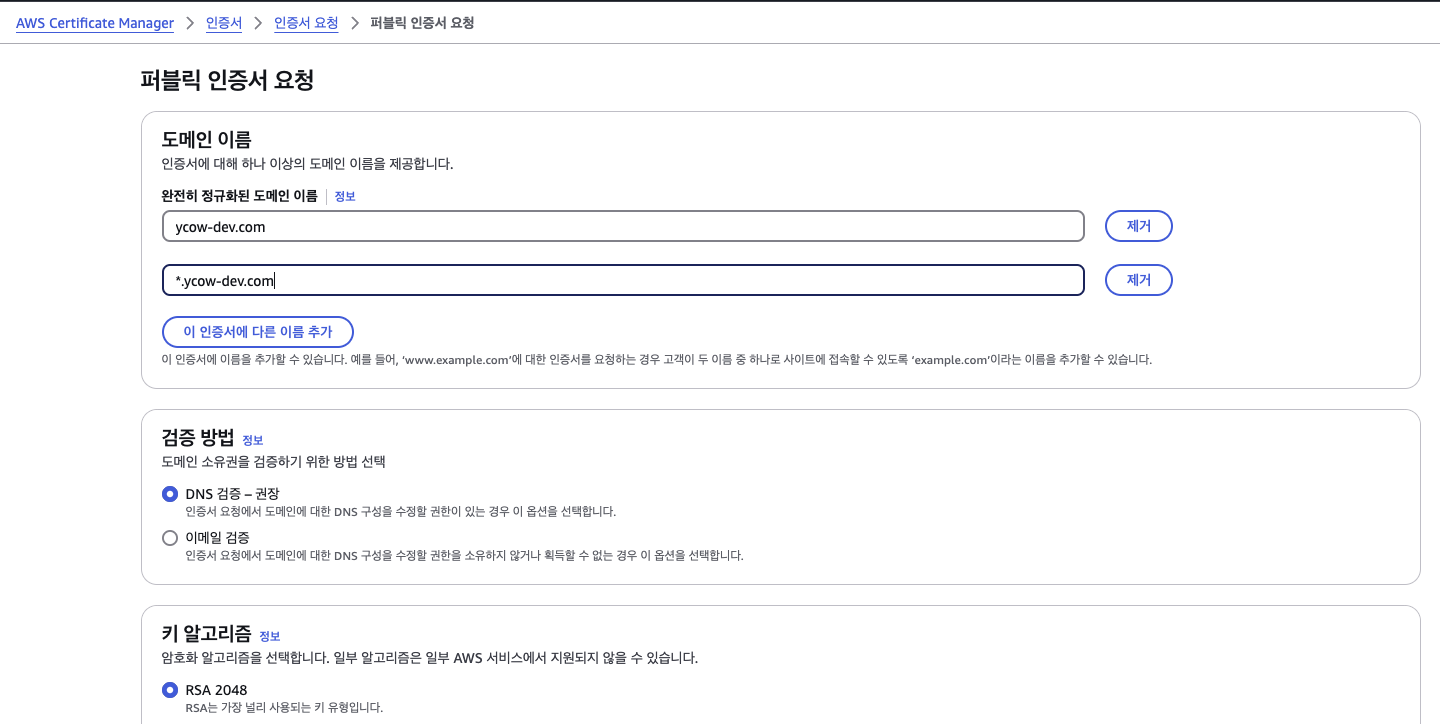 AWS Certificate Manager > 인증서 > 인증서 요청 > 퍼블릭 인증서 요청
퍼블릭 인증서 요청
도메인 이름
인증서에 대해 하나 이상의 도메인 이름을 제공합니다.
완전히 정규화된 도메인 이름 정보
ycow-dev.com 제거
*.ycow-dev.com 제거
이 인증서에 다른 이름 추가
이 인증서에 이름을 추가할 수 있습니다. 예를 들어, ‘www.example.com’에 대한 인증서를 요청하는 경우 고객이 두 이름 중 하나로 사이트에 접속할 수 있도록 ‘example.com’이라는 이름을 추가할 수 있습니다.
검증 방법 정보
도메인 소유권을 검증하기 위한 방법 선택
DNS 검증 – 권장
인증서 요청에서 도메인에 대한 DNS 구성을 수정할 권한이 있는 경우 이 옵션을 선택합니다.
이메일 검증
인증서 요청에서 도메인에 대한 DNS 구성을 수정할 권한을 소유하지 않거나 획득할 수 없는 경우 이 옵션을 선택합니다.
키 알고리즘 정보
암호화 알고리즘을 선택합니다. 일부 알고리즘은 일부 AWS 서비스에서 지원되지 않을 수 있습니다.
RSA 2048
RSA는 가장 널리 사용되는 키 유형입니다.